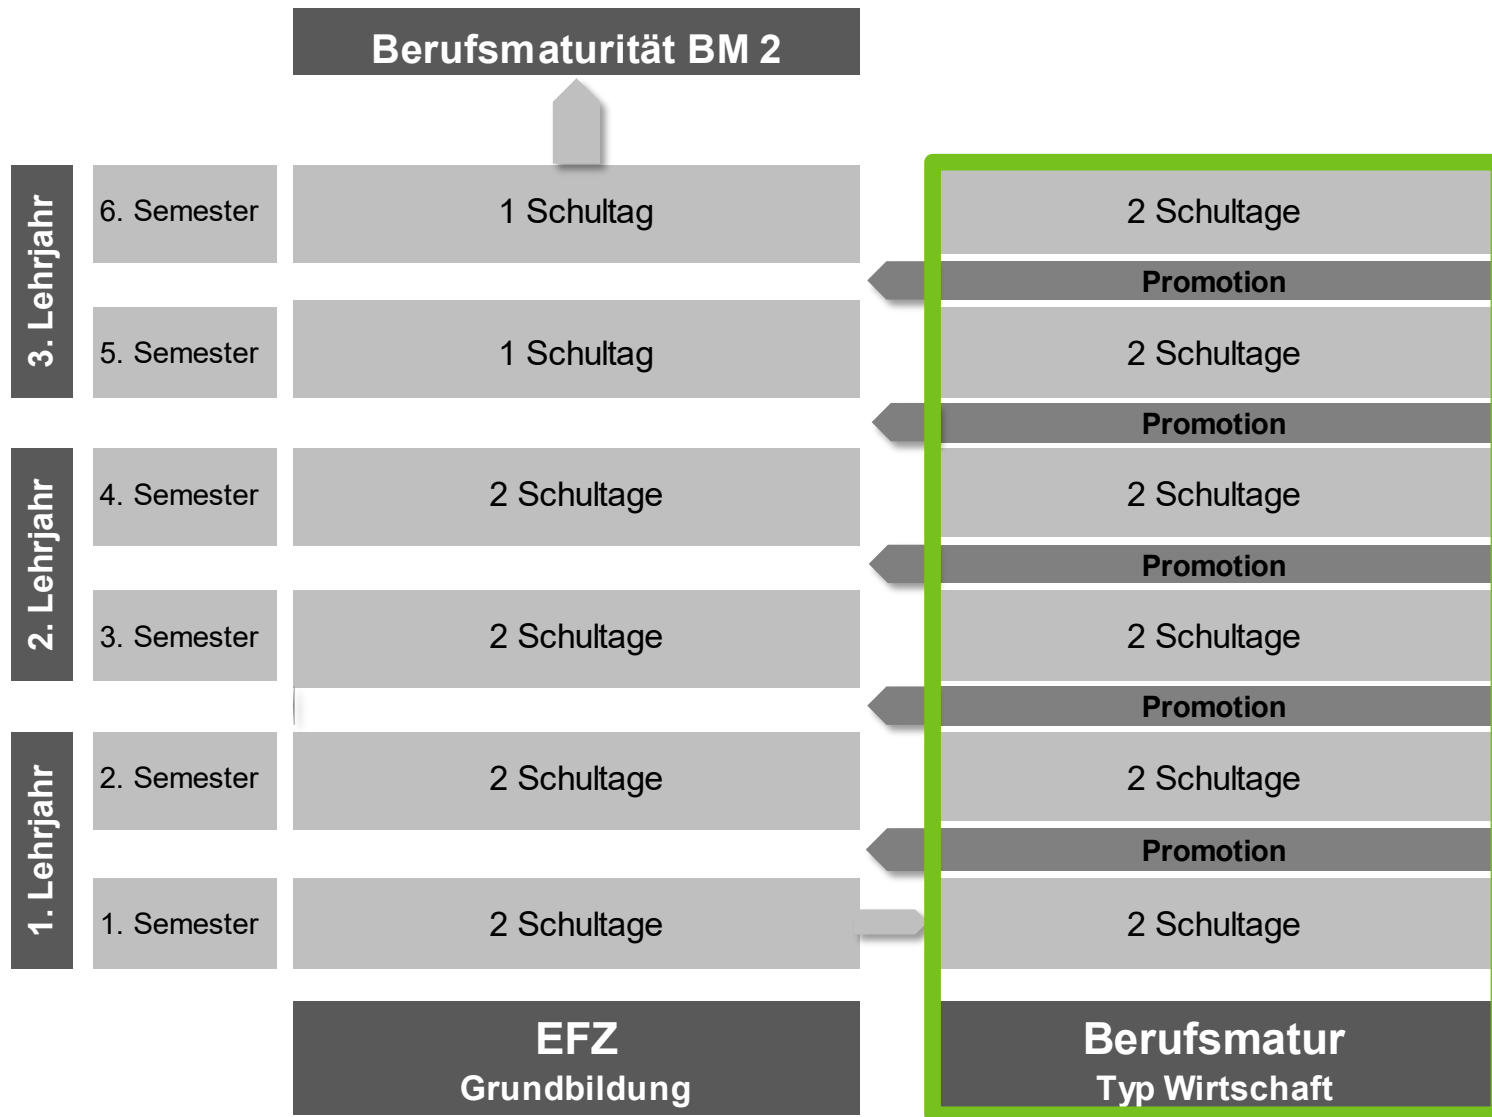 Berufsmaturität BM 2
3. Lehrjahr
6. Semester
1 Schultag
2 Schultage
Promotion
5. Semester
1 Schultag
2 Schultage
Promotion
2. Lehrjahr
4. Semester
2 Schultage
2 Schultage
Promotion
3. Semester
2 Schultage
2 Schultage
Promotion
1. Lehrjahr
2. Semester
2 Schultage
2 Schultage
Promotion
1. Semester
2 Schultage
2 Schultage
EFZ
Grundbildung
Berufsmatur
Typ Wirtschaft